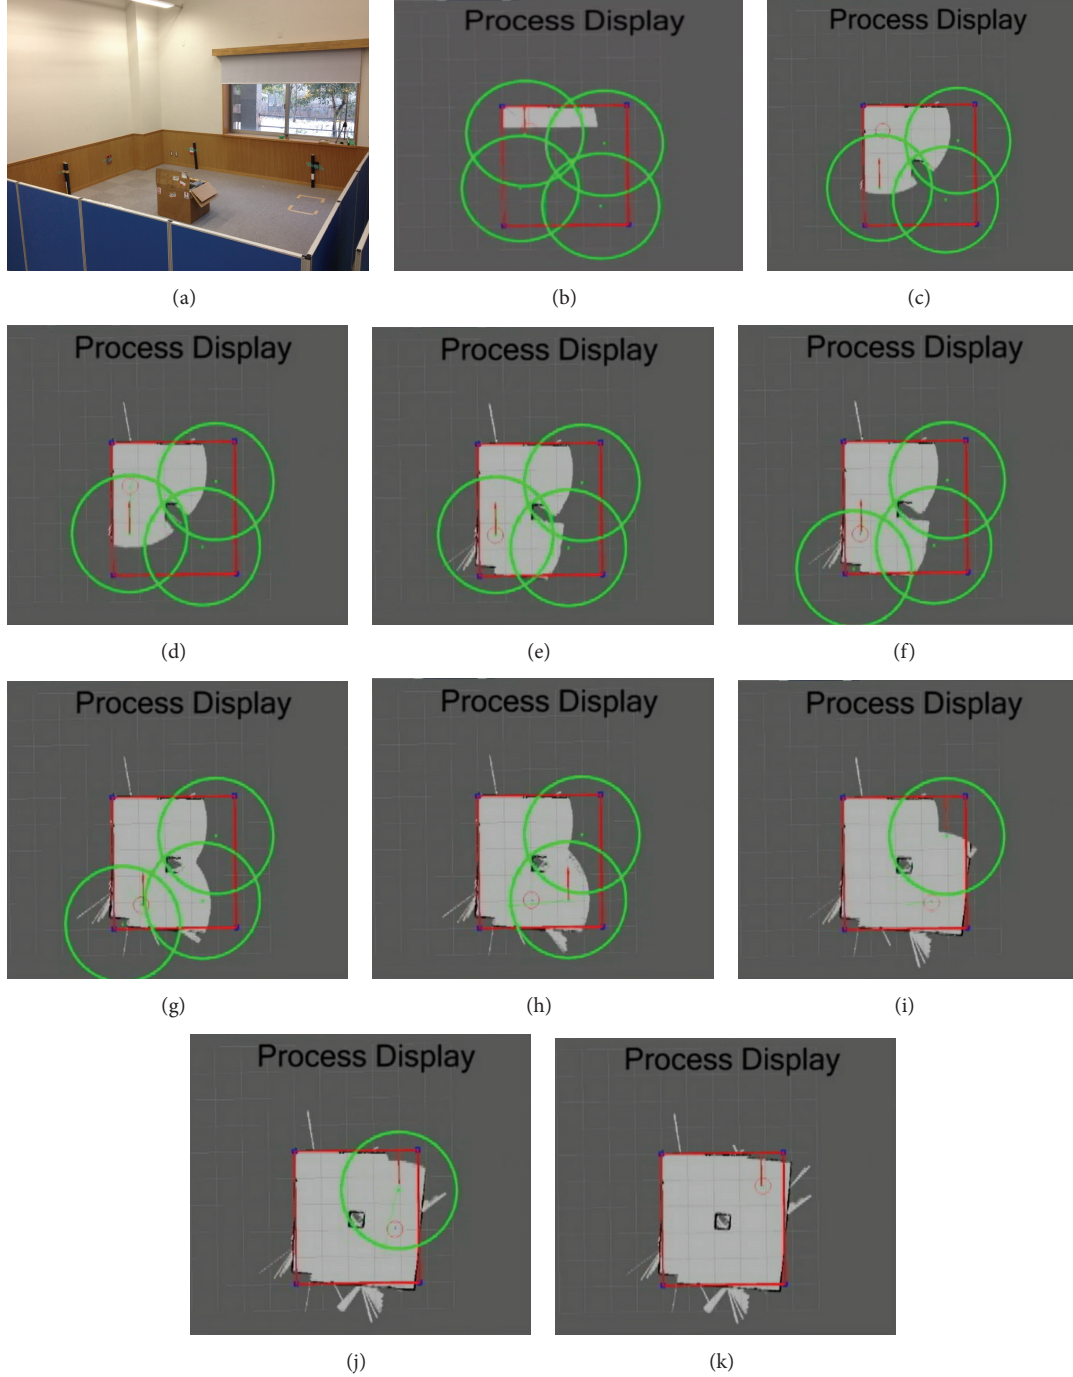 Process Display
Process Display
(a)
(b)
(c)
Process Display
Process Display
Process Display
(d)
(e)
(f)
Process Display
Process Display
Process Display
(g)
(h)
(i)
Process Display
Process Display
(j)
(k)